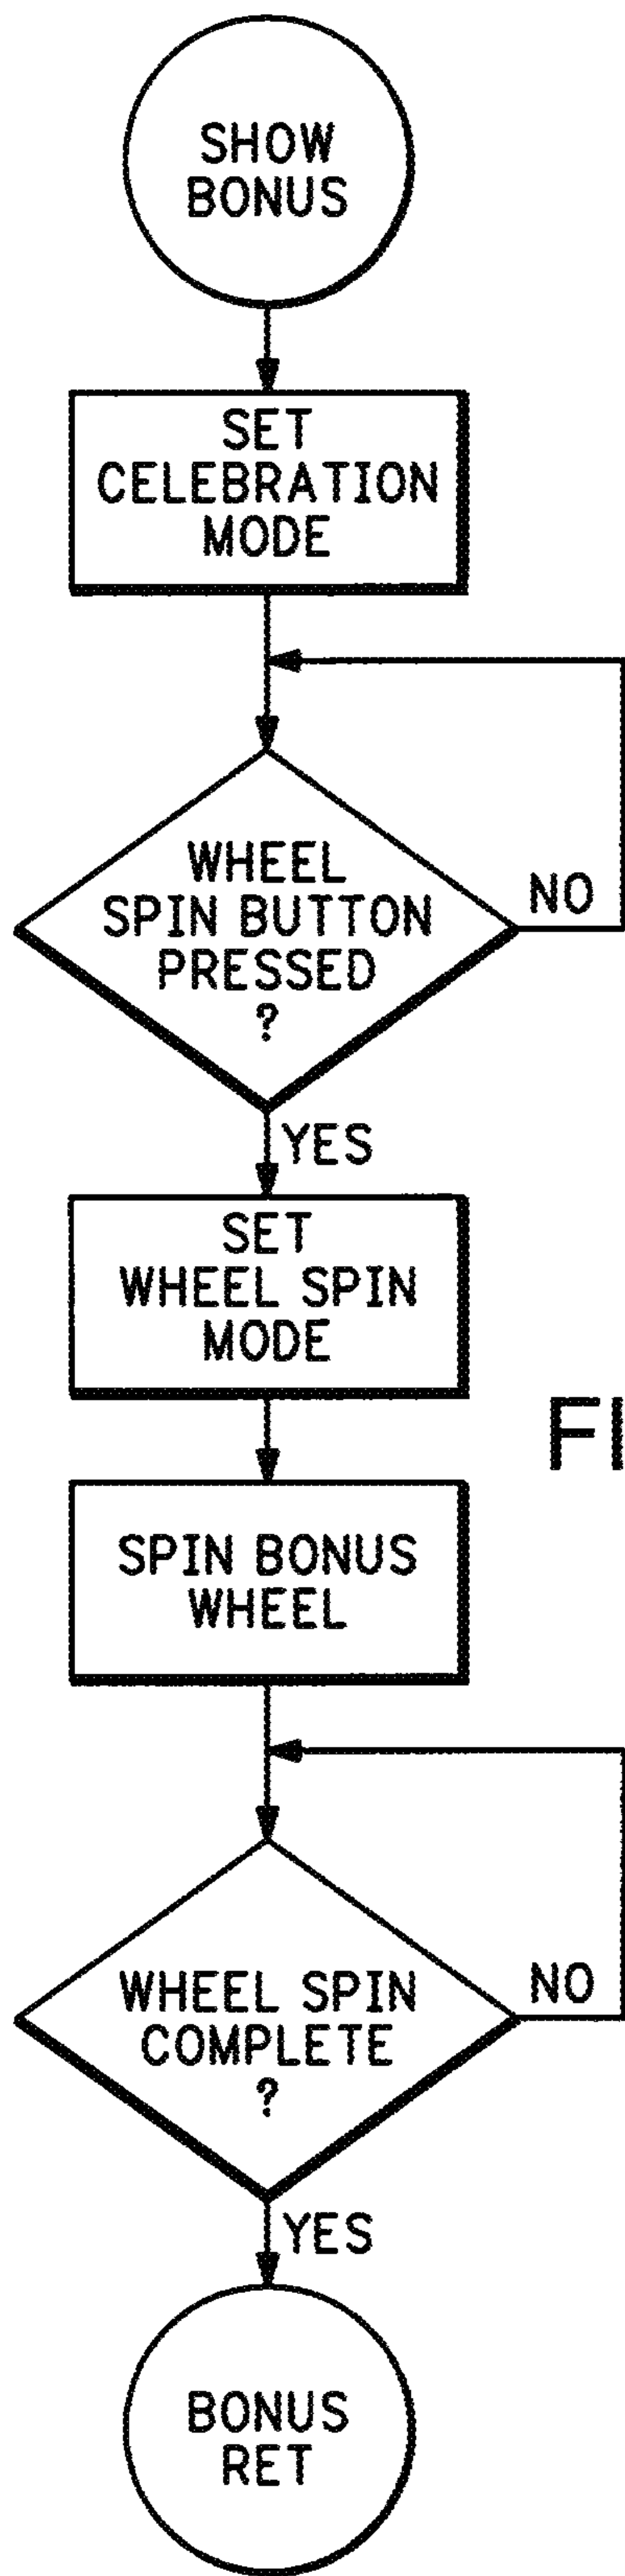 SHOW
BONUS
SET
CELEBRATION
MODE
WHEEL
SPIN BUTTON
PRESSED
?
NO
YES
SET
WHEEL SPIN
MODE
FI
SPIN BONUS
WHEEL
WHEEL SPIN
COMPLETE
?
NO
YES
BONUS
RET